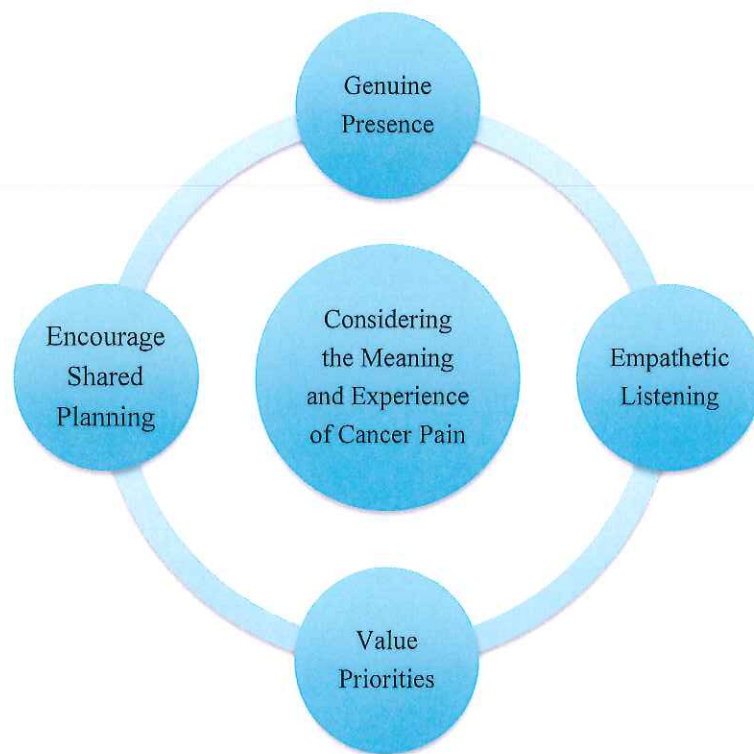 Genuine
Presence
Encourage
Shared
Planning
Considering
the Meaning
and Experience
of Cancer Pain
Empathetic
Listening
Value
Priorities